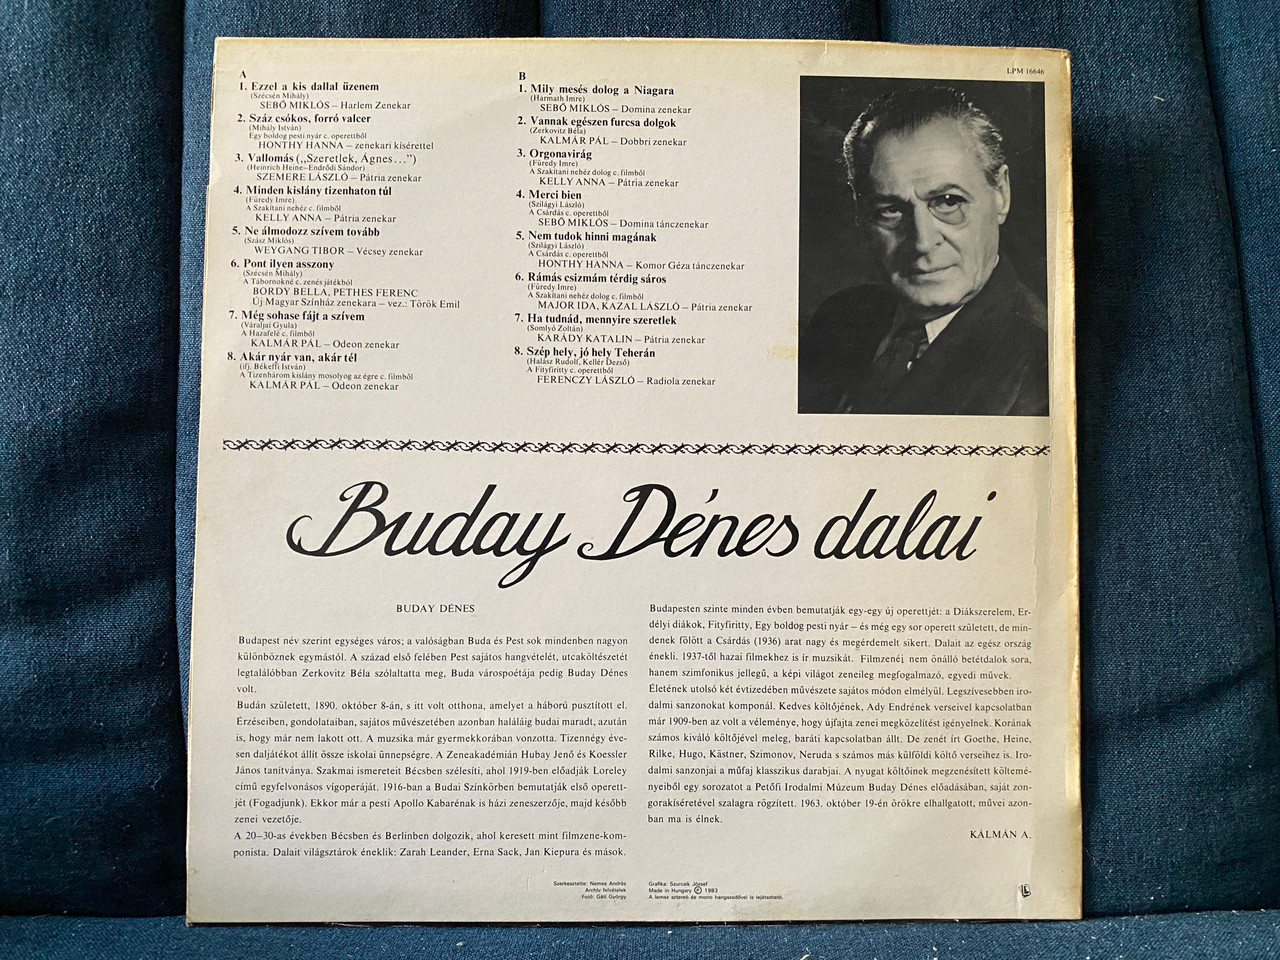 LPM 16646
A
1. Ezzel a kis dallal üzenem
(Szécsén Mihály)
SEBŐ MIKLÓS – Harlem Zenekar
2. Száz csókos, forró valcer
(Mihály István)
Egy boldog pesti nyár c. operettből
HONTHY HANNA – zenekari kísérettel
3. Vallomás („Szeretlek, Ágnes...”)
(Heinrich Heine–Endrődi Sándor)
SZEMERE LÁSZLÓ – Pátria zenekar
4. Minden kislány tizenhaton túl
(Füredy Imre)
A Szakítani nehéz c. filmből
KELLY ANNA – Pátria zenekar
5. Ne álmodozz szívem tovább
(Szász Miklós)
WEYGANG TIBOR – Vécsey zenekar
6. Pont ilyen asszony
(Szécsén Mihály)
A Tábornokné c. zenés játékból
BORDY BELLA, PETHES FERENC
Új Magyar Színház zenekara – vez.: Török Emil
7. Még sohase fájt a szívem
(Váraljai Gyula)
A Hazafelé c. filmből
KALMÁR PÁL – Odeon zenekar
8. Akár nyár van, akár tél
(ifj. Békeffi István)
A Tizenhárom kislány mosolyog az égre c. filmből
KALMÁR PÁL – Odeon zenekar
B
1. Mily mesés dolog a Niagara
(Harmath Imre)
SEBŐ MIKLÓS – Domina zenekar
2. Vannak egészen furcsa dolgok
(Zerkovitz Béla)
KALMÁR PÁL – Dobbri zenekar
3. Orgonavirág
(Füredy Imre)
A Szakítani nehéz dolog c. filmből
KELLY ANNA – Pátria zenekar
4. Merci bien
(Szilágyi László)
A Csárdás c. operettből
SEBŐ MIKLÓS – Domina tánczenekar
5. Nem tudok hinni magának
(Szilágyi László)
A Csárdás c. operettből
HONTHY HANNA – Komor Géza tánczenekar
6. Rámás csizmám térdig sáros
(Füredy Imre)
A Szakítani nehéz dolog c. filmből
MAJOR IDA, KAZAL LÁSZLÓ – Pátria zenekar
7. Ha tudnád, mennyire szeretlek
(Somlyó Zoltán)
KARÁDY KATALIN – Pátria zenekar
8. Szép hely, jó hely Teherán
(Halász Rudolf, Kellér Dezső)
A Fityfiritty c. operettből
FERENCZY LÁSZLÓ – Radiola zenekar
Buday Dénes dalai
BUDAY DÉNES
Budapest név szerint egységes város; a valóságban Buda és Pest sok mindenben nagyon
különböznek egymástól. A század első felében Pest sajátos hangvételét, utcaköltészetét
legtalálóbban Zerkovitz Béla szólaltatta meg, Buda várospoétája pedig Buday Dénes
volt.
Budán született, 1890. október 8-án, s itt volt otthona, amelyet a háború pusztított el.
Érzéseiben, gondolataiban, sajátos művészetében azonban haláláig budai maradt, azután
is, hogy már nem lakott ott. A muzsika már gyermekkorában vonzotta. Tizennégy éve-
sen daljátékot állít össze iskolai ünnepségre. A Zeneakadémián Hubay Jenő és Koessler
János tanítványa. Szakmai ismereteit Bécsben szélesíti, ahol 1919-ben előadják Loreley
című egyfelvonásos vígoperáját. 1916-ban a Budai Színkörben bemutatják első operett-
jét (Fogadjunk). Ekkor már a pesti Apollo Kabarénak is házi zeneszerzője, majd később
zenei vezetője.
A 20–30-as években Bécsben és Berlinben dolgozik, ahol keresett mint filmzene-kom-
ponista. Dalait világsztárok éneklik: Zarah Leander, Erna Sack, Jan Kiepura és mások.
Budapesten szinte minden évben bemutatják egy-egy új operettjét: a Diákszerelem, Er-
délyi diákok, Fityfiritty, Egy boldog pesti nyár – és még egy sor operett született, de min-
denek fölött a Csárdás (1936) arat nagy és megérdemelt sikert. Dalait az egész ország
énekli. 1937-től hazai filmekhez is ír muzsikát. Filmzenéi nem önálló betétdalok sora,
hanem szimfonikus jellegű, a képi világot zeneileg megfogalmazó, egyedi művek.
Életének utolsó két évtizedében művészete sajátos módon elmélyül. Legszívesebben iro-
dalmi sanzonokat komponál. Kedves költőjének, Ady Endrének verseivel kapcsolatban
már 1909-ben az volt a véleménye, hogy újfajta zenei megközelítést igényelnek. Korának
számos kiváló költőjével meleg, baráti kapcsolatban állt. De zenét írt Goethe, Heine,
Rilke, Hugo, Kästner, Szimonov, Neruda s számos más külföldi költő verseihez is. Iro-
dalmi sanzonjai a műfaj klasszikus darabjai. A nyugat költőinek megzenésített költemé-
nyeiből egy sorozatot a Petőfi Irodalmi Múzeum Buday Dénes előadásában, saját zon-
gorakíséretével szalagra rögzített. 1963. október 19-én örökre elhallgatott, művei azon-
ban ma is élnek.
KÁLMÁN A.
Szerkesztette: Nemes András
Archív felvételek
Fotó: Gáti György
Grafika: Szurcsik József
Made in Hungary Ⓟ 1983
A lemez sztereo és mono hangszedővel is lejátszható.